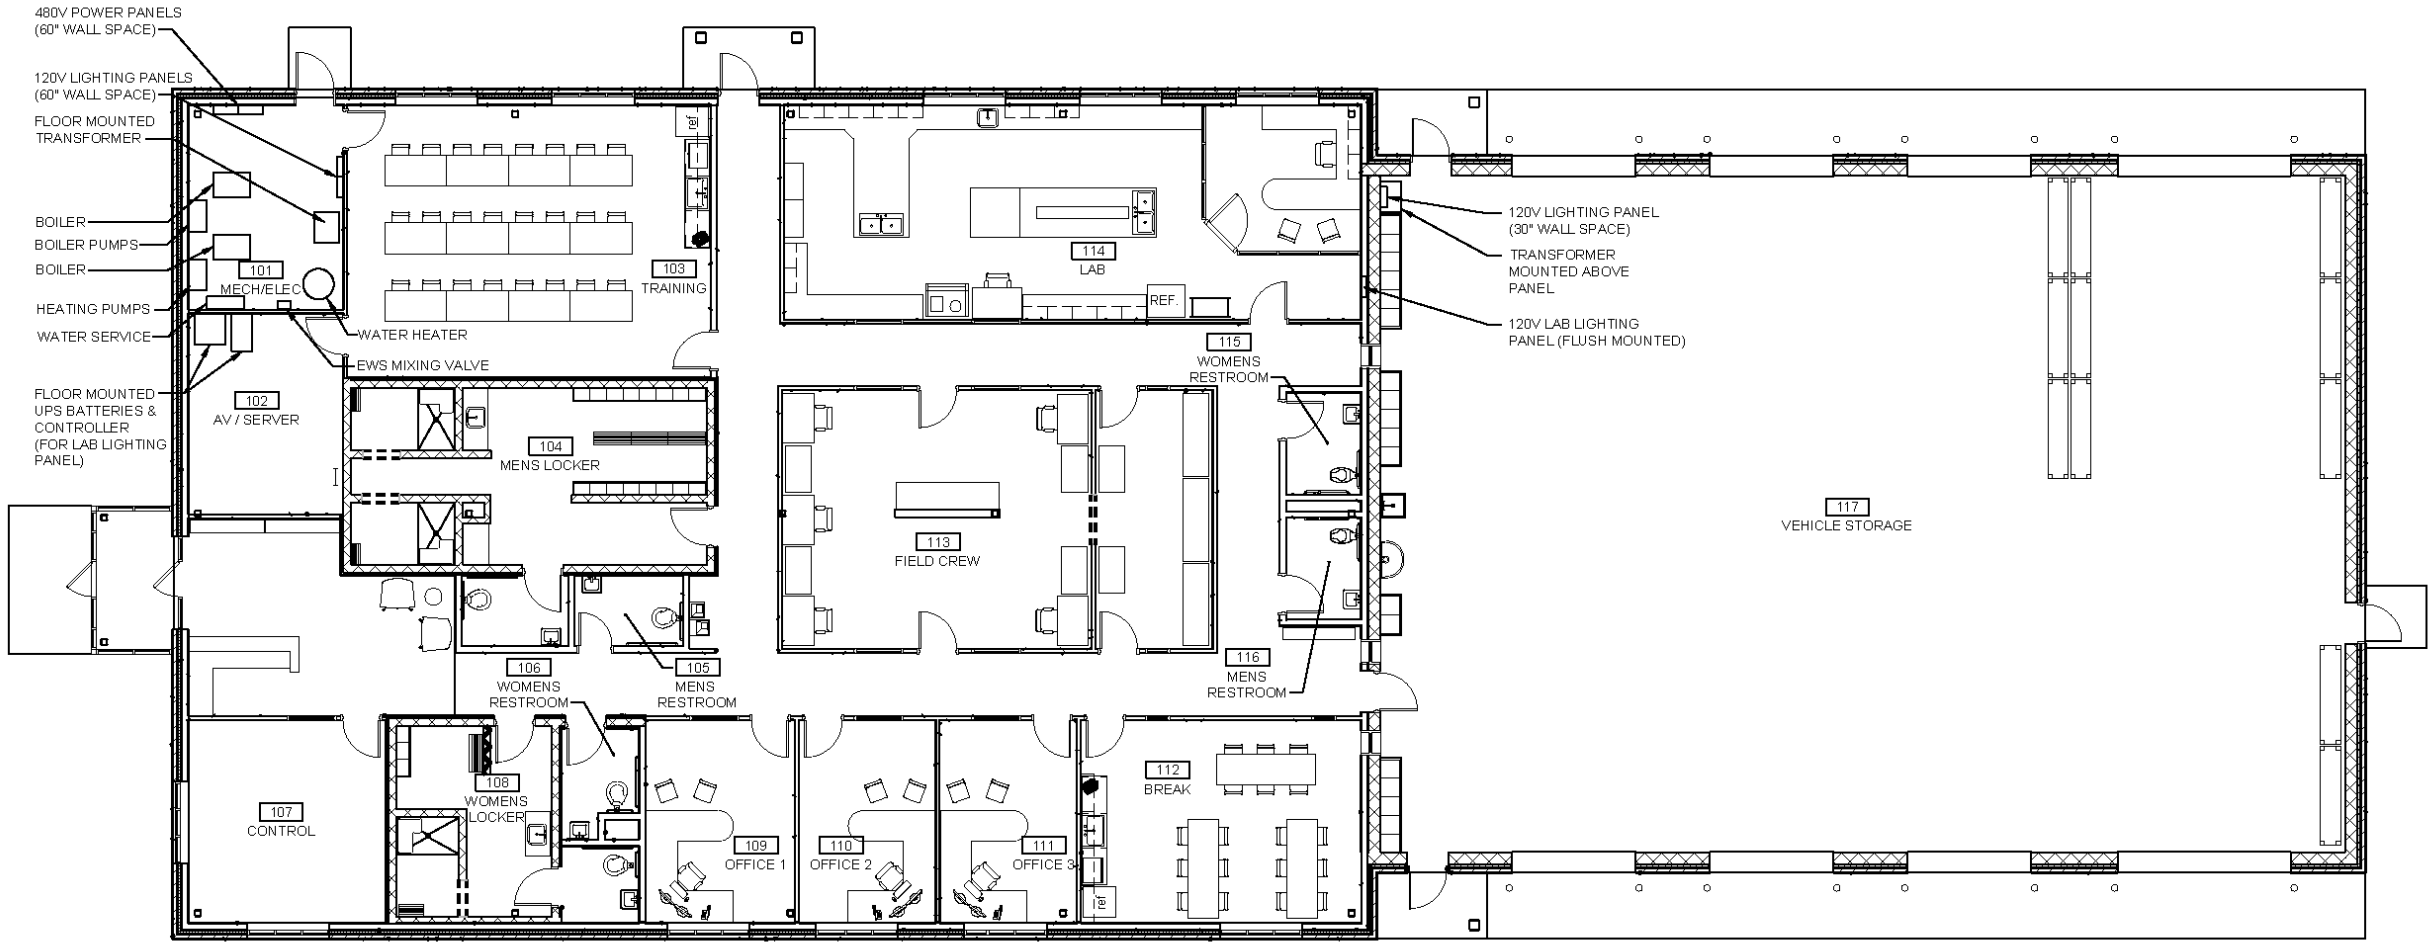 480V POWER PANELS
(60" WALL SPACE)
120V LIGHTING PANELS
(60" WALL SPACE)
FLOOR MOUNTED
TRANSFORMER
BOILER
BOILER PUMPS
BOILER
HEATING PUMPS
WATER SERVICE
FLOOR MOUNTED
UPS BATTERIES &
CONTROLLER
(FOR LAB LIGHTING
PANEL)
101
MECH/ELEC
WATER HEATER
EWS MIXING VALVE
102
AV / SERVER
ref
103
TRAINING
104
MENS LOCKER
105
MENS
RESTROOM
106
WOMENS
RESTROOM
107
CONTROL
108
WOMENS
LOCKER
109
OFFICE 1
110
OFFICE 2
111
OFFICE 3
112
BREAK
ref
113
FIELD CREW
114
LAB
REF.
115
WOMENS
RESTROOM
116
MENS
RESTROOM
120V LIGHTING PANEL
(30" WALL SPACE)
TRANSFORMER
MOUNTED ABOVE
PANEL
120V LAB LIGHTING
PANEL (FLUSH MOUNTED)
117
VEHICLE STORAGE